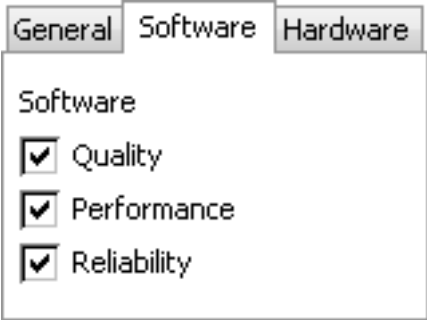 General Software Hardware
Software
Quality
Performance
Reliability